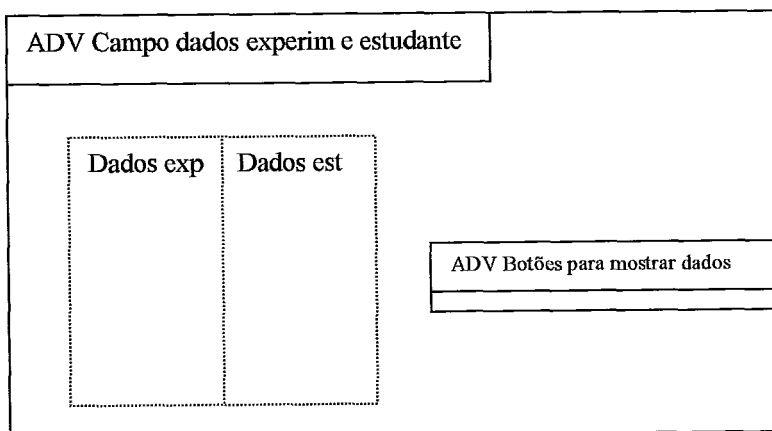 ADV Campo dados experim e estudante
Dados exp
Dados est
ADV Botões para mostrar dados